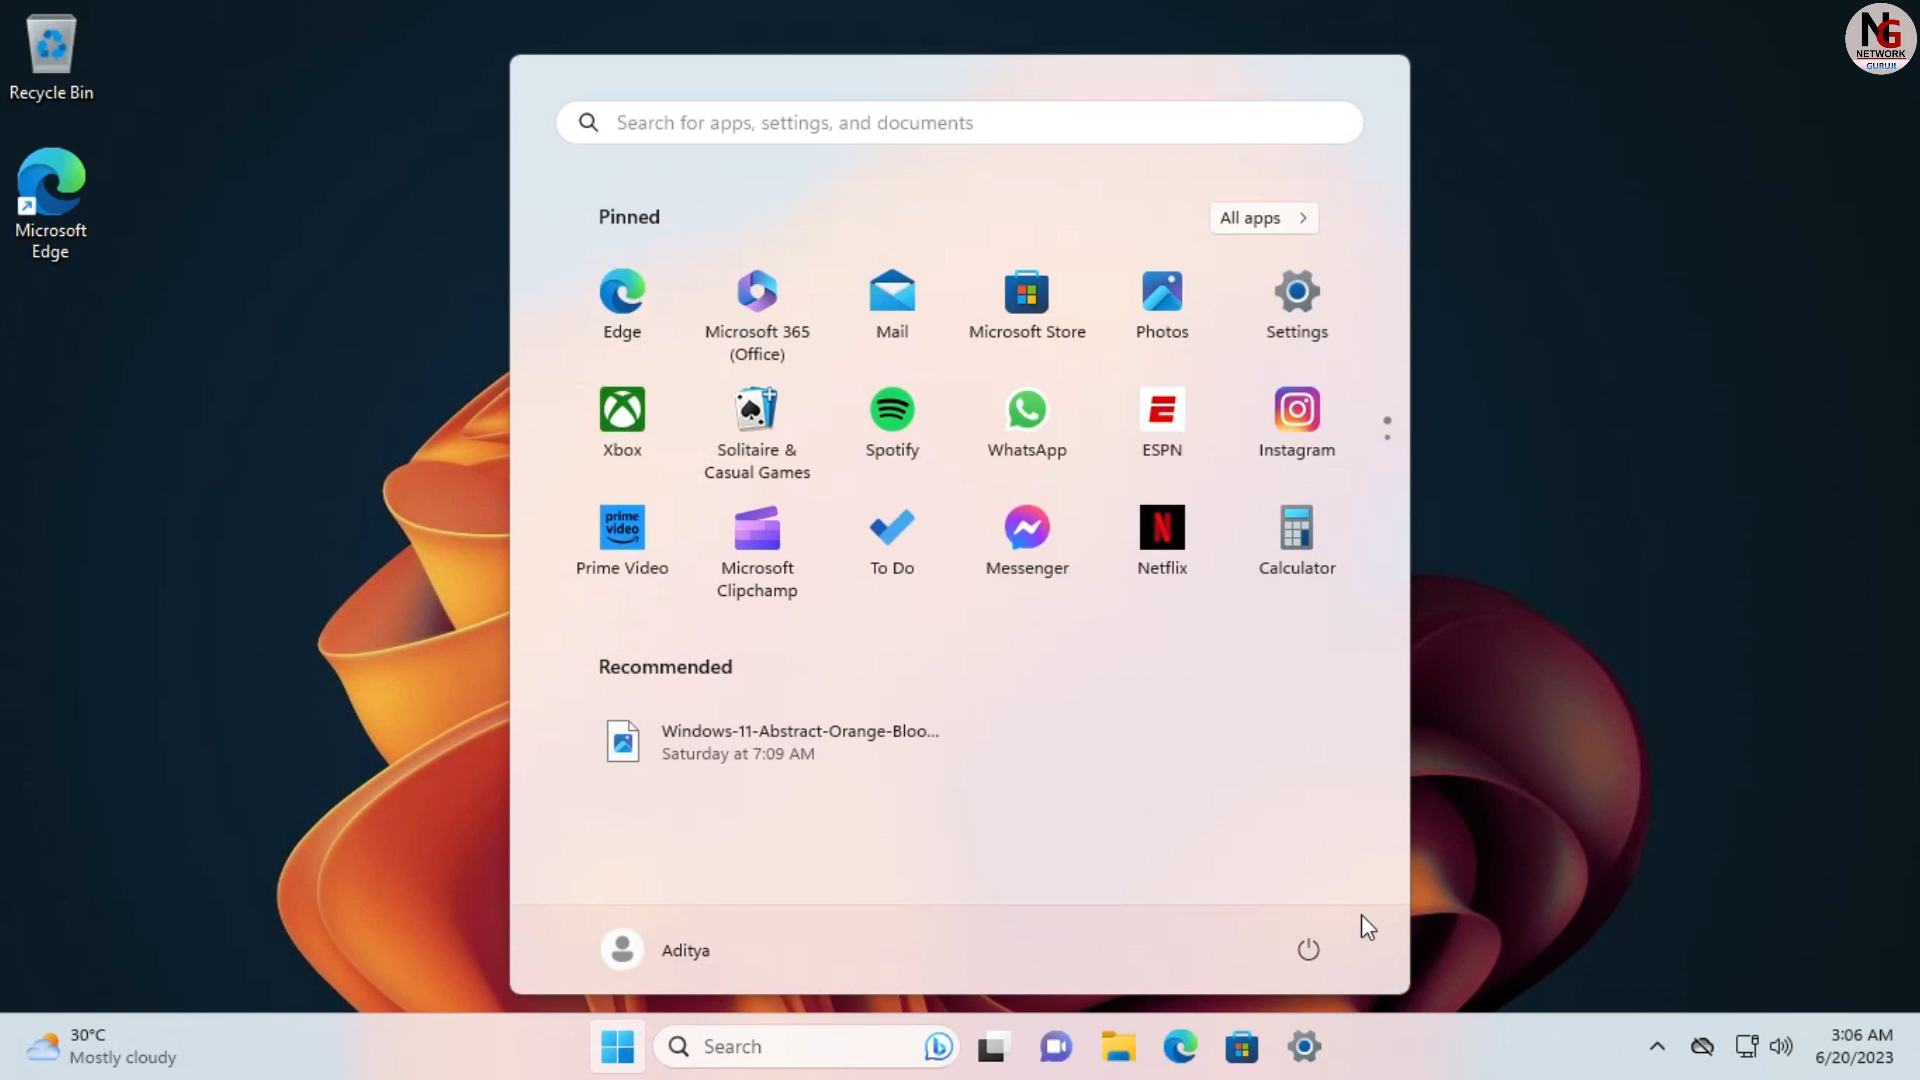 Recycle Bin
Microsoft
Edge
NG
NETWORK
GURUJI
Search for apps, settings, and documents
Pinned
All apps
Edge
Microsoft 365
(Office)
Mail
Microsoft Store
Photos
Settings
Xbox
Solitaire &
Casual Games
Spotify
WhatsApp
ESPN
Instagram
prime
video
Prime Video
Microsoft
Clipchamp
To Do
Messenger
Netflix
Calculator
Recommended
Windows-11-Abstract-Orange-Bloo...
Saturday at 7:09 AM
Aditya
30°C
Mostly cloudy
Search
3:06 AM
6/20/2023